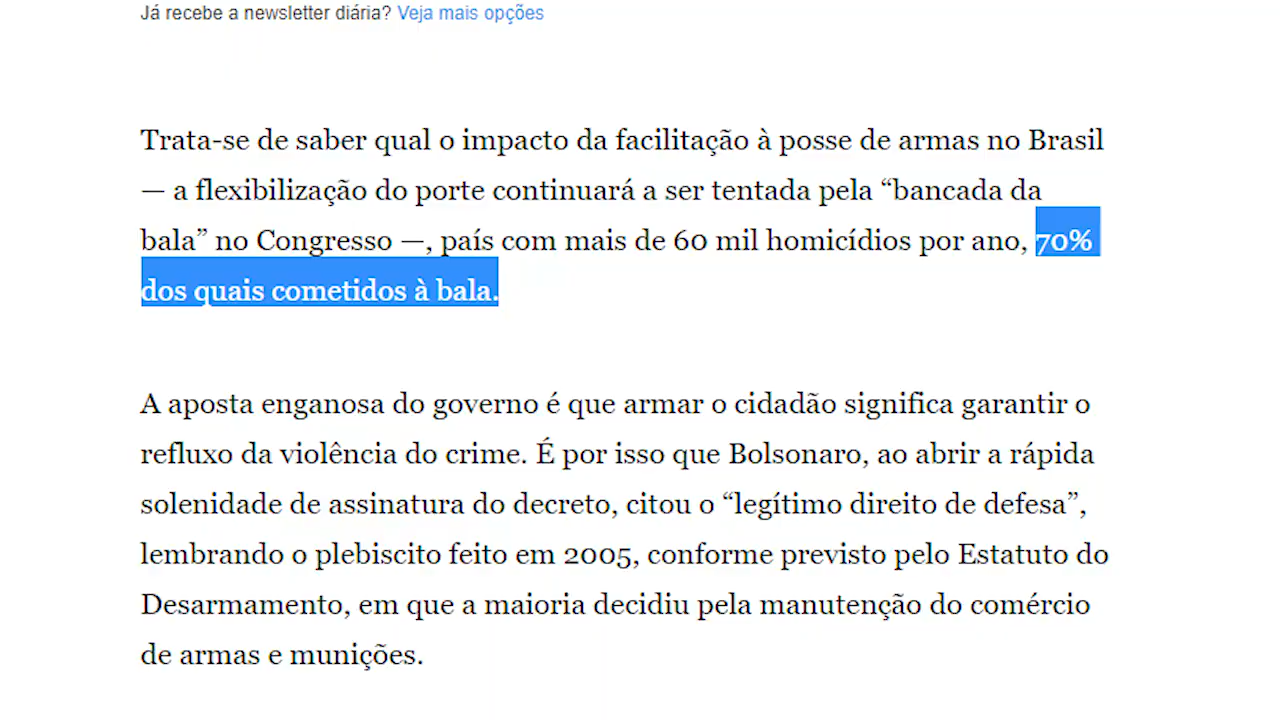 Já recebe a newsletter diária? Veja mais opções
Trata-se de saber qual o impacto da facilitação à posse de armas no Brasil
— a flexibilização do porte continuará a ser tentada pela “bancada da
bala” no Congresso —, país com mais de 60 mil homicídios por ano, 70%
dos quais cometidos à bala.
A aposta enganosa do governo é que armar o cidadão significa garantir o
refluxo da violência do crime. É por isso que Bolsonaro, ao abrir a rápida
solenidade de assinatura do decreto, citou o “legítimo direito de defesa”,
lembrando o plebiscito feito em 2005, conforme previsto pelo Estatuto do
Desarmamento, em que a maioria decidiu pela manutenção do comércio
de armas e munições.